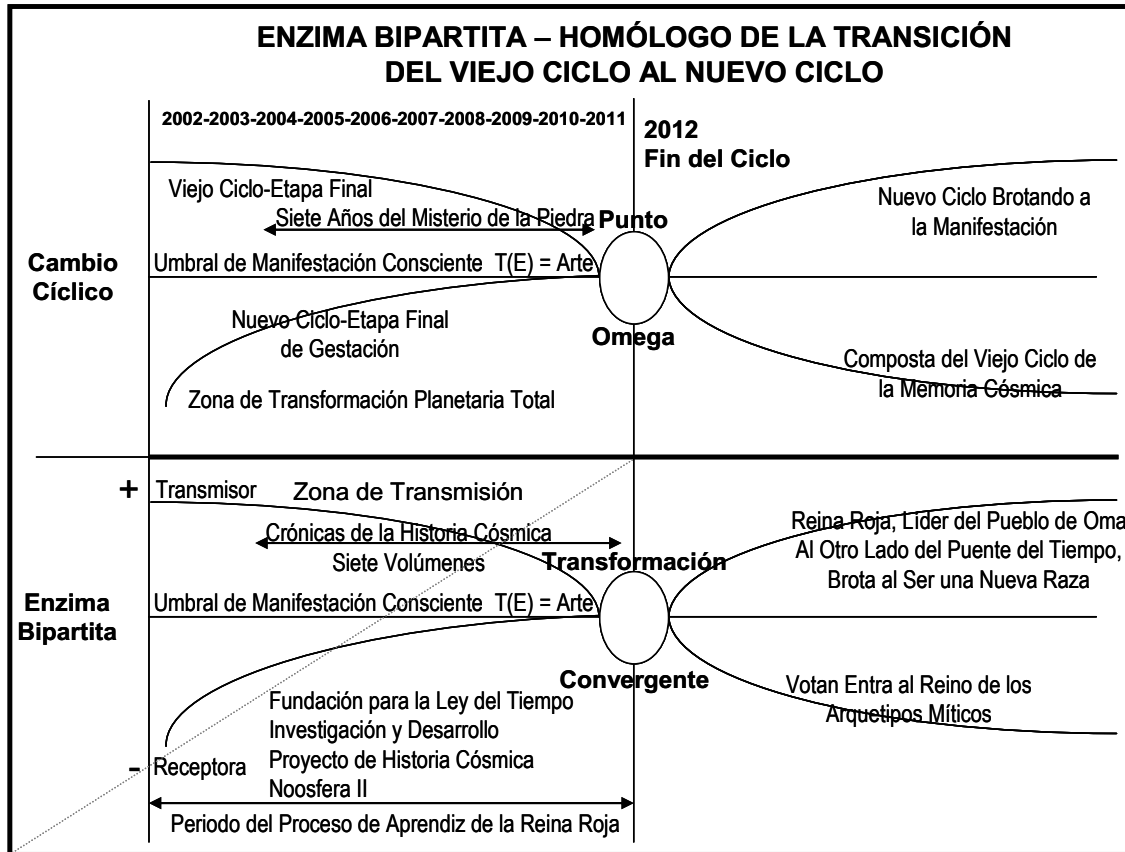 ENZIMA BIPARTITA – HOMÓLOGO DE LA TRANSICIÓN
DEL VIEJO CICLO AL NUEVO CICLO
2002-2003-2004-2005-2006-2007-2008-2009-2010-2011
2012
Fin del Ciclo
Viejo Ciclo-Etapa Final
Siete Años del Misterio de la Piedra
Punto
Nuevo Ciclo Brotando a
la Manifestación
Cambio
Cíclico
Umbral de Manifestación Consciente T(E) = Arte
Nuevo Ciclo-Etapa Final
de Gestación
Omega
Zona de Transformación Planetaria Total
Composta del Viejo Ciclo de
la Memoria Cósmica
+ Transmisor
Zona de Transmisión
Crónicas de la Historia Cósmica
Siete Volúmenes
Transformación
Reina Roja, Líder del Pueblo de Oma
Al Otro Lado del Puente del Tiempo,
Brota al Ser una Nueva Raza
Enzima
Bipartita
Umbral de Manifestación Consciente T(E) = Arte
Convergente
Votan Entra al Reino de los
Arquetipos Míticos
Fundación para la Ley del Tiempo
Investigación y Desarrollo
Proyecto de Historia Cósmica
Noosfera II
- Receptora
Periodo del Proceso de Aprendiz de la Reina Roja